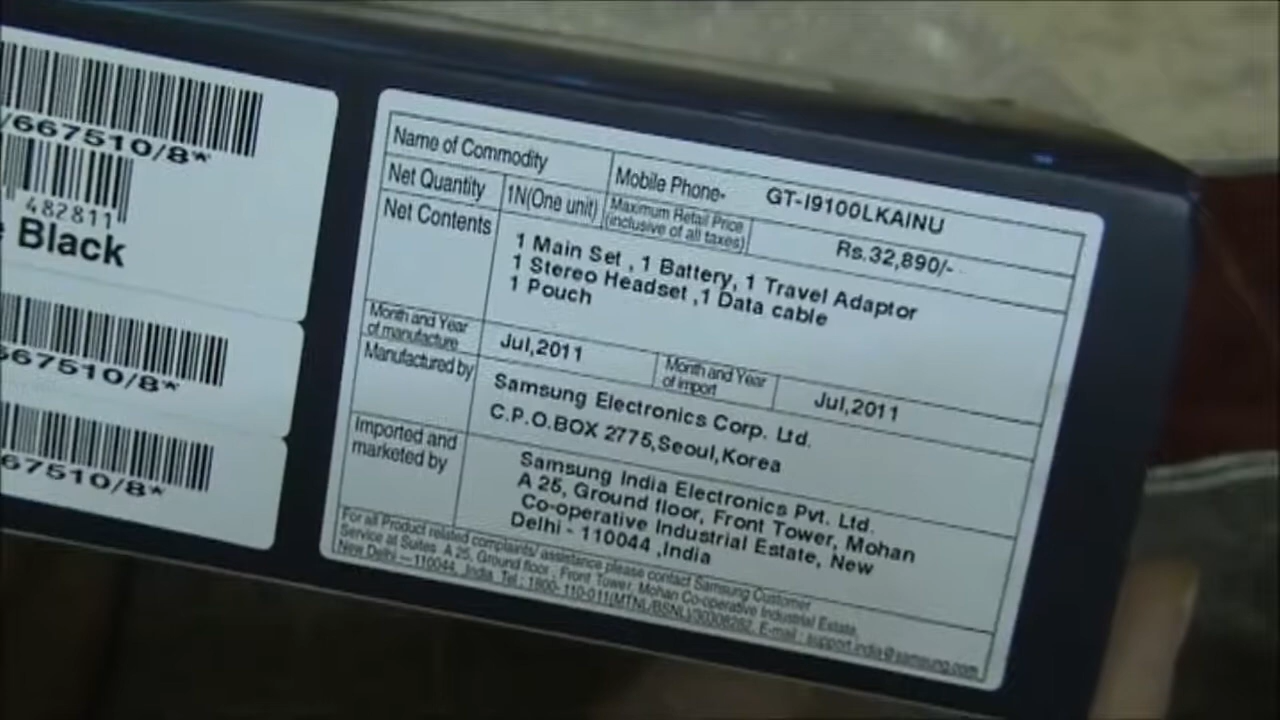 /667510/8*
482811
Black
667510/8*
67510/8*
Name of Commodity
Mobile Phone- GT-I9100LKAINU
Net Quantity
1N(One unit)
Maximum Retail Price
(inclusive of all taxes)
Rs.32,890/-
Net Contents
1 Main Set , 1 Battery, 1 Travel Adaptor
1 Stereo Headset ,1 Data cable
1 Pouch
Month and Year
of manufacture
Jul,2011
Month and Year
of import
Jul,2011
Manufactured by
Samsung Electronics Corp. Ltd.
C.P.O.BOX 2775,Seoul,Korea
Imported and
marketed by
Samsung India Electronics Pvt. Ltd.
A 25, Ground floor, Front Tower, Mohan
Co-operative Industrial Estate, New
Delhi - 110044 ,India
For all Product related complaints/ assistance please contact Samsung Customer
Service at Suites A 25, Ground floor , Front Tower, Mohan Co-operative Industrial Estate,
New Delhi —110044, India, Tel.: 1800- 110-011(MTNL/BSNL)/30308282, E-mail : support.india@samsung.com